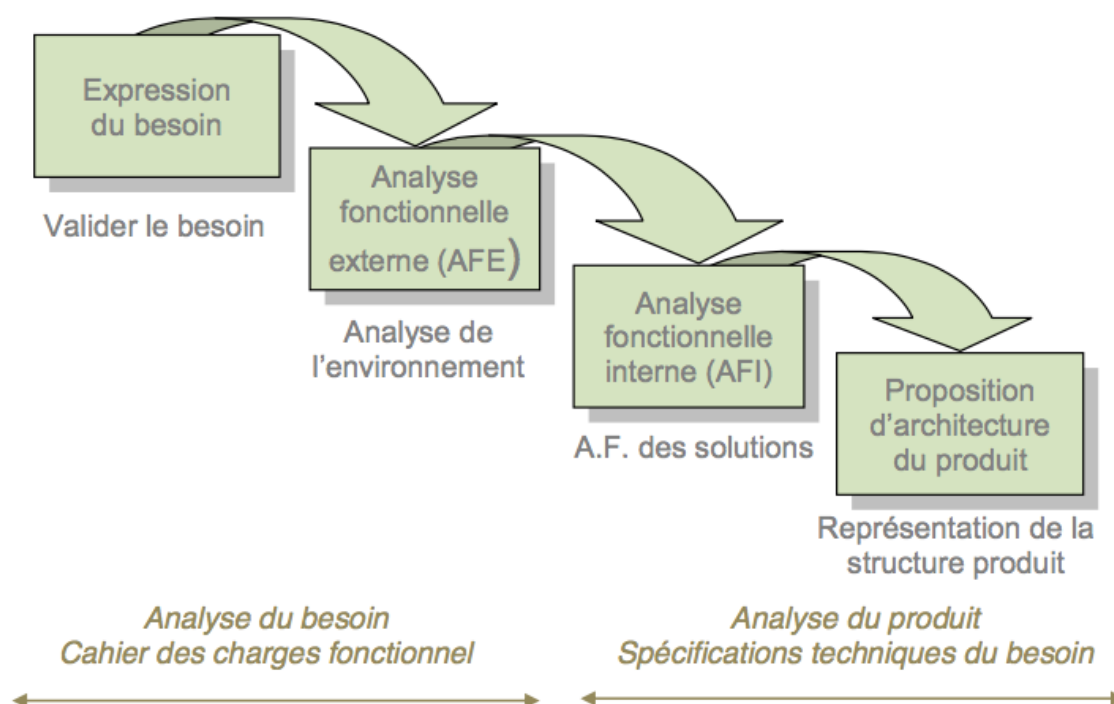 Expression
du besoin
Valider le besoin
Analyse
fonctionnelle
externe (AFE)
Analyse de
l'environnement
Analyse
fonctionnelle
interne (AFI)
A.F. des solutions
Proposition
d'architecture
du produit
Représentation de la
structure produit
Analyse du besoin
Cahier des charges fonctionnel
Analyse du produit
Spécifications techniques du besoin